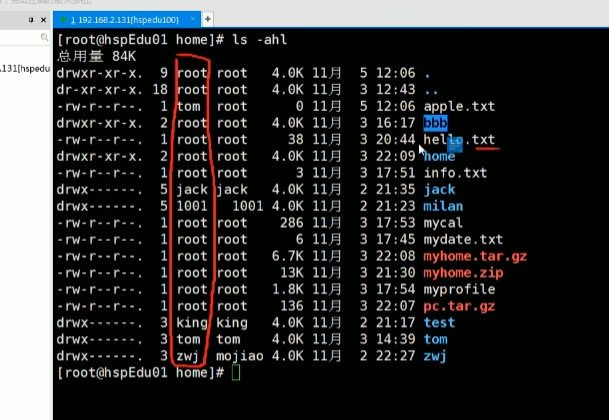 1 192.168.2.131[hspedu100]
.131[hspedu
[root@hspEdu01 home]# ls -ahl
总用量 84K
drwxr-xr-x. 9 root root 4.0K 11月 5 12:06 .
dr-xr-xr-x. 18 root root 4.0K 11月 3 12:43 ..
-rw-r--r--. 1 tom root 0 11月 5 12:06 apple.txt
drwxr-xr-x. 2 root root 4.0K 11月 3 16:17 bbb
-rw-r--r--. 1 root root 38 11月 3 20:44 hello.txt
drwxr-xr-x. 2 root root 4.0K 11月 3 22:09 home
-rw-r--r--. 1 root root 3 11月 3 17:51 info.txt
drwx------. 5 jack jack 4.0K 11月 2 21:35 jack
drwx------. 5 1001 1001 4.0K 11月 2 21:23 milan
-rw-r--r--. 1 root root 286 11月 3 17:53 mycal
-rw-r--r--. 1 root root 6 11月 3 17:45 mydate.txt
-rw-r--r--. 1 root root 6.7K 11月 3 22:08 myhome.tar.gz
-rw-r--r--. 1 root root 13K 11月 3 21:30 myhome.zip
-rw-r--r--. 1 root root 1.8K 11月 3 17:54 myprofile
-rw-r--r--. 1 root root 136 11月 3 22:07 pc.tar.gz
drwx------. 3 king king 4.0K 11月 2 21:17 test
drwx------. 3 tom tom 4.0K 11月 3 14:39 tom
drwx------. 3 zwj mojiao 4.0K 11月 2 22:27 zwj
[root@hspEdu01 home]#